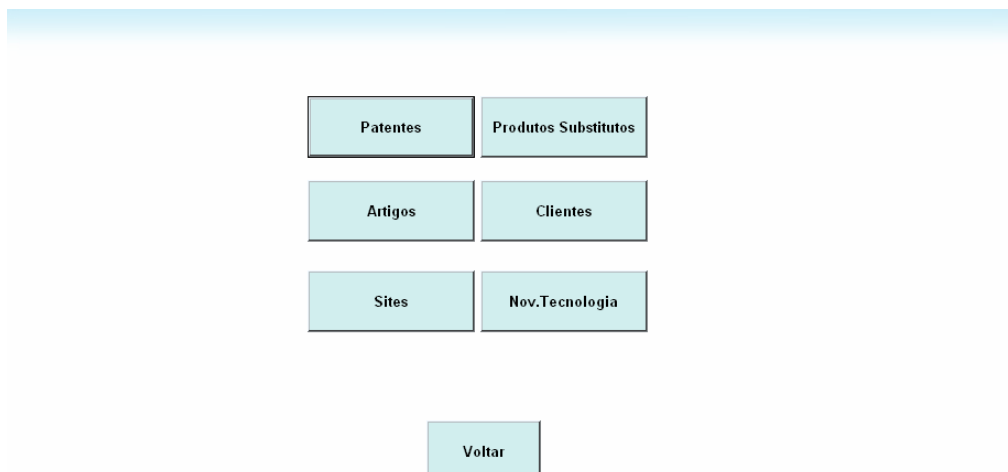 Patentes
Produtos Substitutos
Artigos
Clientes
Sites
Nov.Tecnologia
Voltar